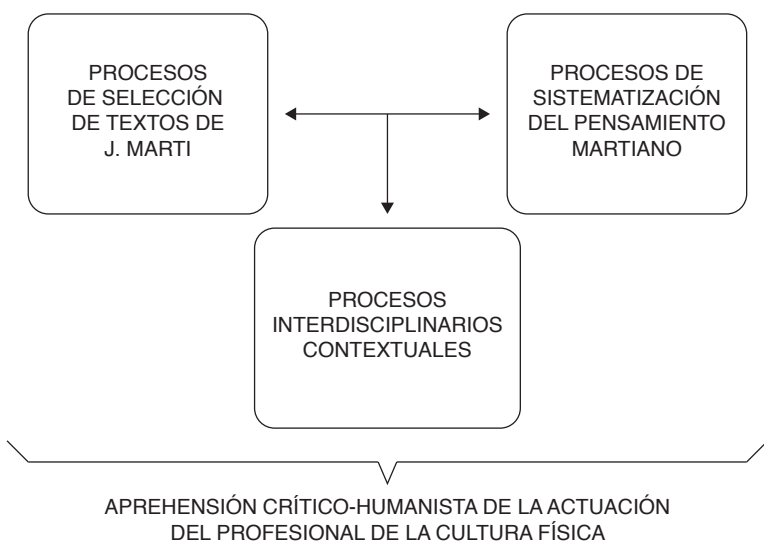 PROCESOS
DE SELECCIÓN
DE TEXTOS DE
J. MARTI
PROCESOS DE
SISTEMATIZACIÓN
DEL PENSAMIENTO
MARTIANO
PROCESOS
INTERDISCIPLINARIOS
CONTEXTUALES
APREHENSIÓN CRÍTICO-HUMANISTA DE LA ACTUACIÓN
DEL PROFESIONAL DE LA CULTURA FÍSICA